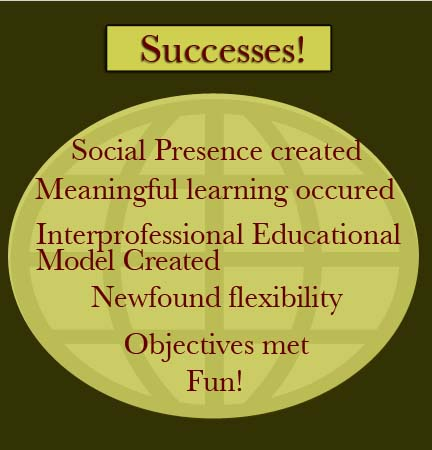 Successes!
Social Presence created
Meaningful learning occured
Interprofessional Educational
Model Created
Newfound flexibility
Objectives met
Fun!